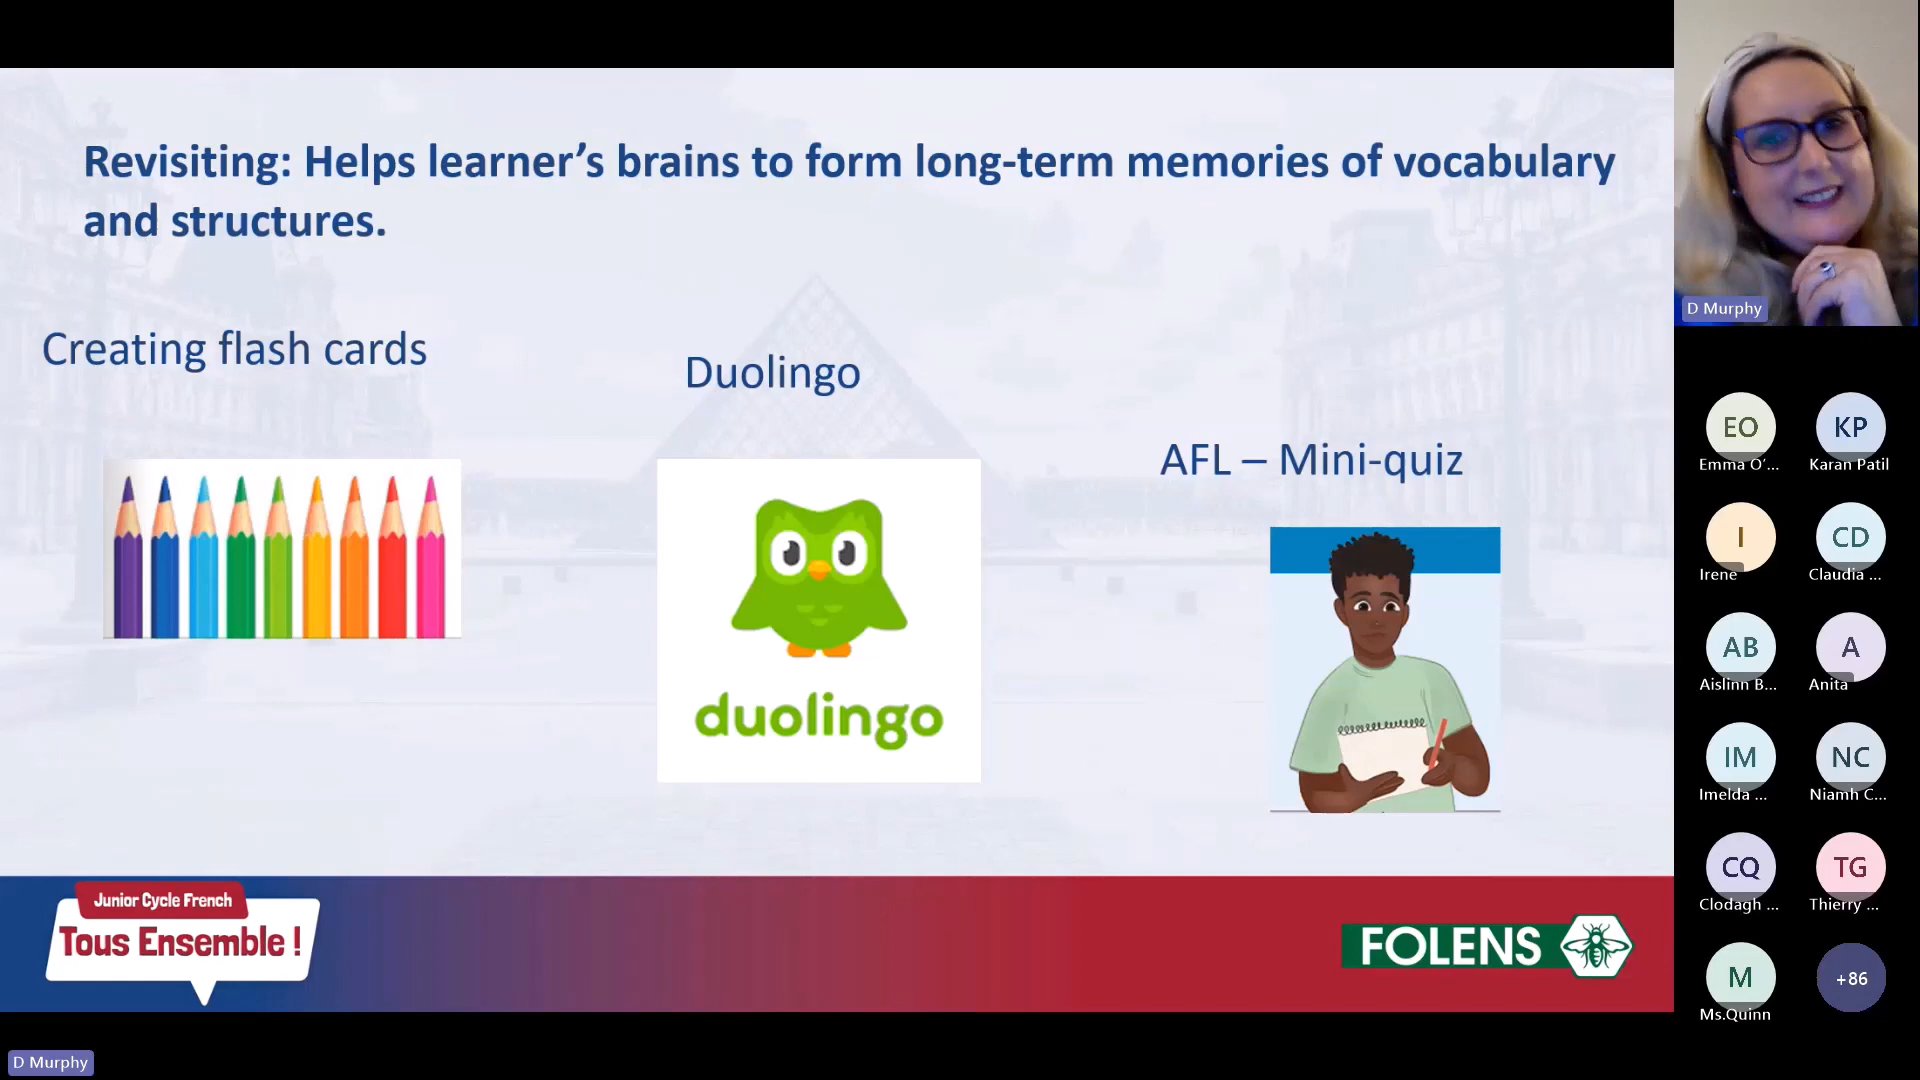 Revisiting: Helps learner’s brains to form long-term memories of vocabulary
and structures.
Creating flash cards
Duolingo
AFL – Mini-quiz
duolingo
Junior Cycle French
Tous Ensemble !
FOLENS
D Murphy
D Murphy
EO
Emma O’...
KP
Karan Patil
I
Irene
CD
Claudia ...
AB
Aislinn B...
A
Anita
IM
Imelda ...
NC
Niamh C...
CQ
Clodagh ...
TG
Thierry ...
M
Ms.Quinn
+86